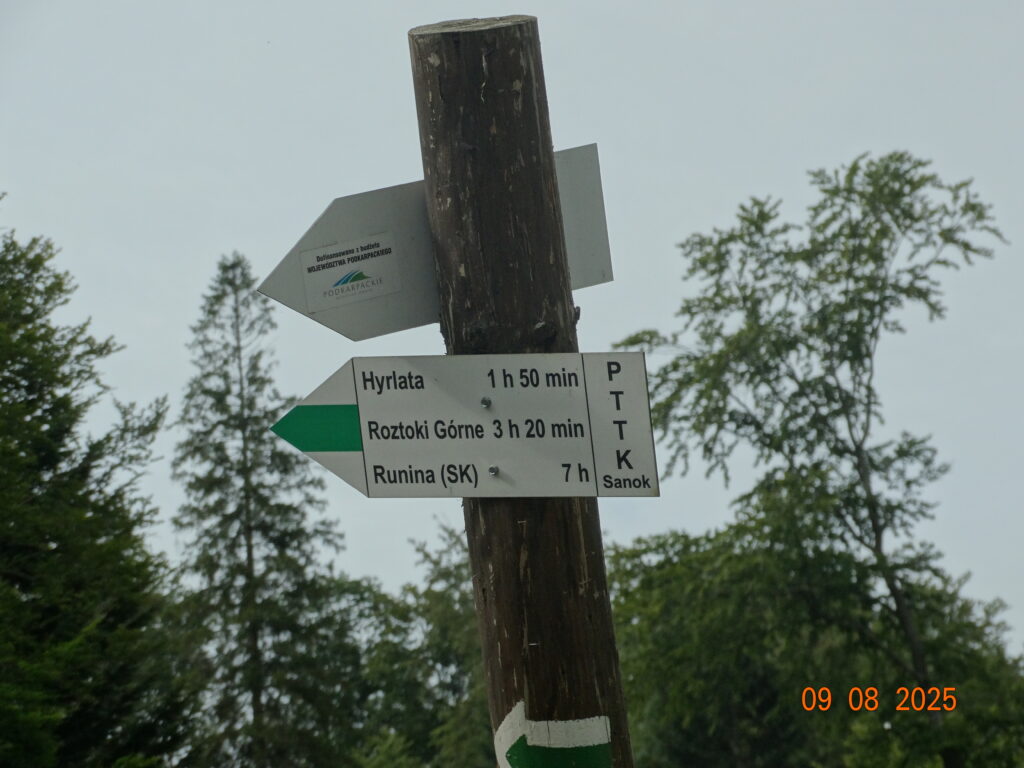 Dofinansowano z budżetu
WOJEWÓDZTWA PODKARPACKIEGO
PODKARPACKIE
Hyrlata 1 h 50 min
Roztoki Górne 3 h 20 min
Runina (SK) 7 h
P
T
T
K
Sanok
09 08 2025